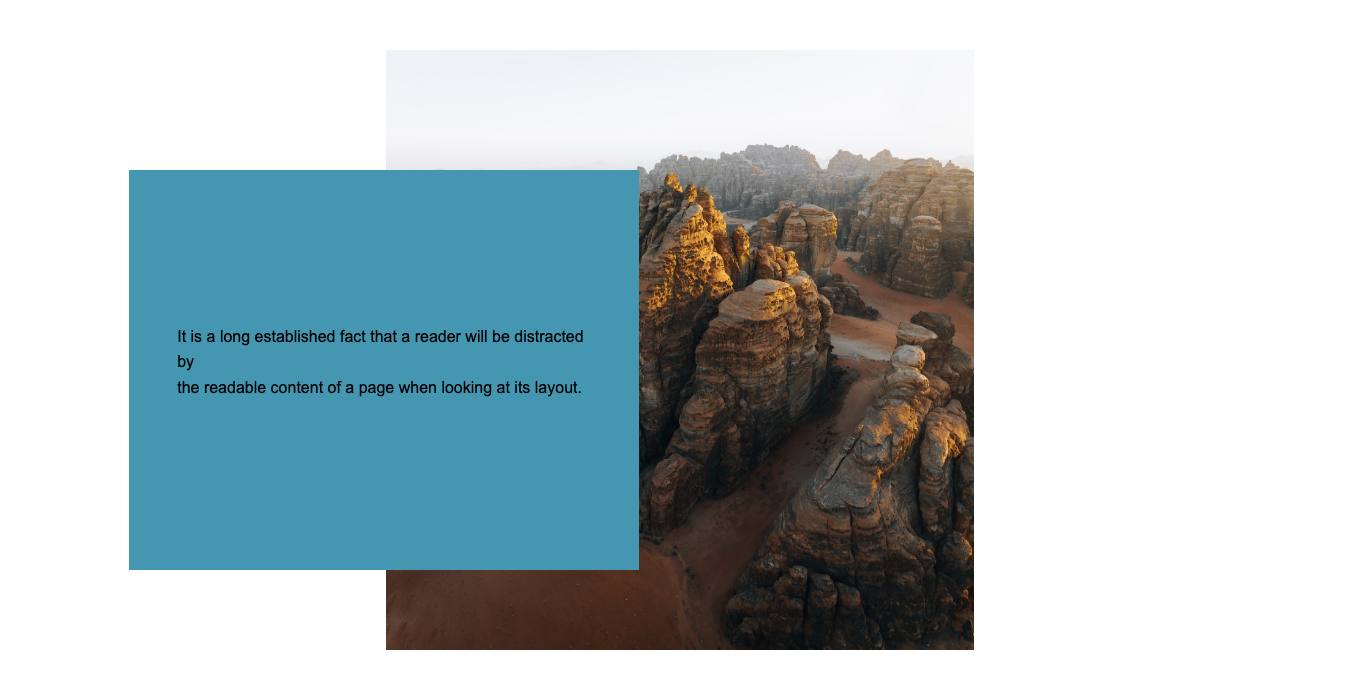 It is a long established fact that a reader will be distracted
by
the readable content of a page when looking at its layout.